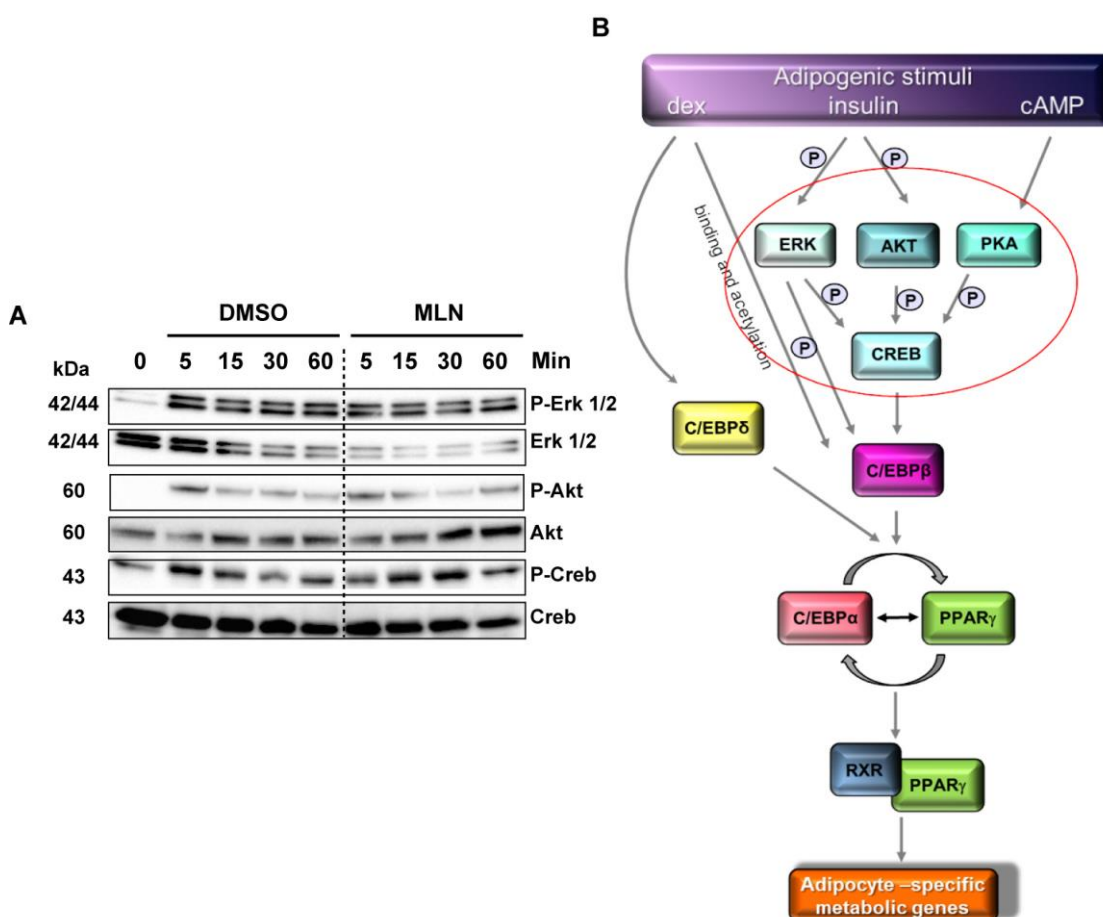 A
DMSO MLN
kDa 0 5 15 30 60 5 15 30 60 Min
42/44 P-Erk 1/2
42/44 Erk 1/2
60 P-Akt
60 Akt
43 P-Creb
43 Creb
B
Adipogenic stimuli
dex insulin cAMP
P P
binding and acetylation
ERK AKT PKA
P P P
P
CREB
C/EBPδ
C/EBPβ
C/EBPα PPARγ
RXR
PPARγ
Adipocyte –specific
metabolic genes